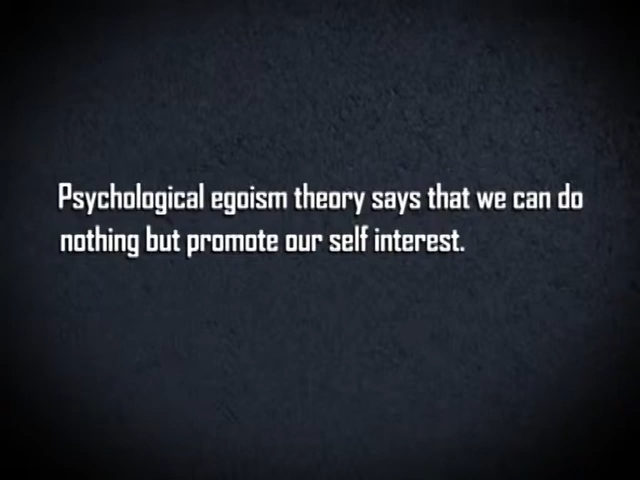 Psychological egoism theory says that we can do
nothing but promote our self interest.